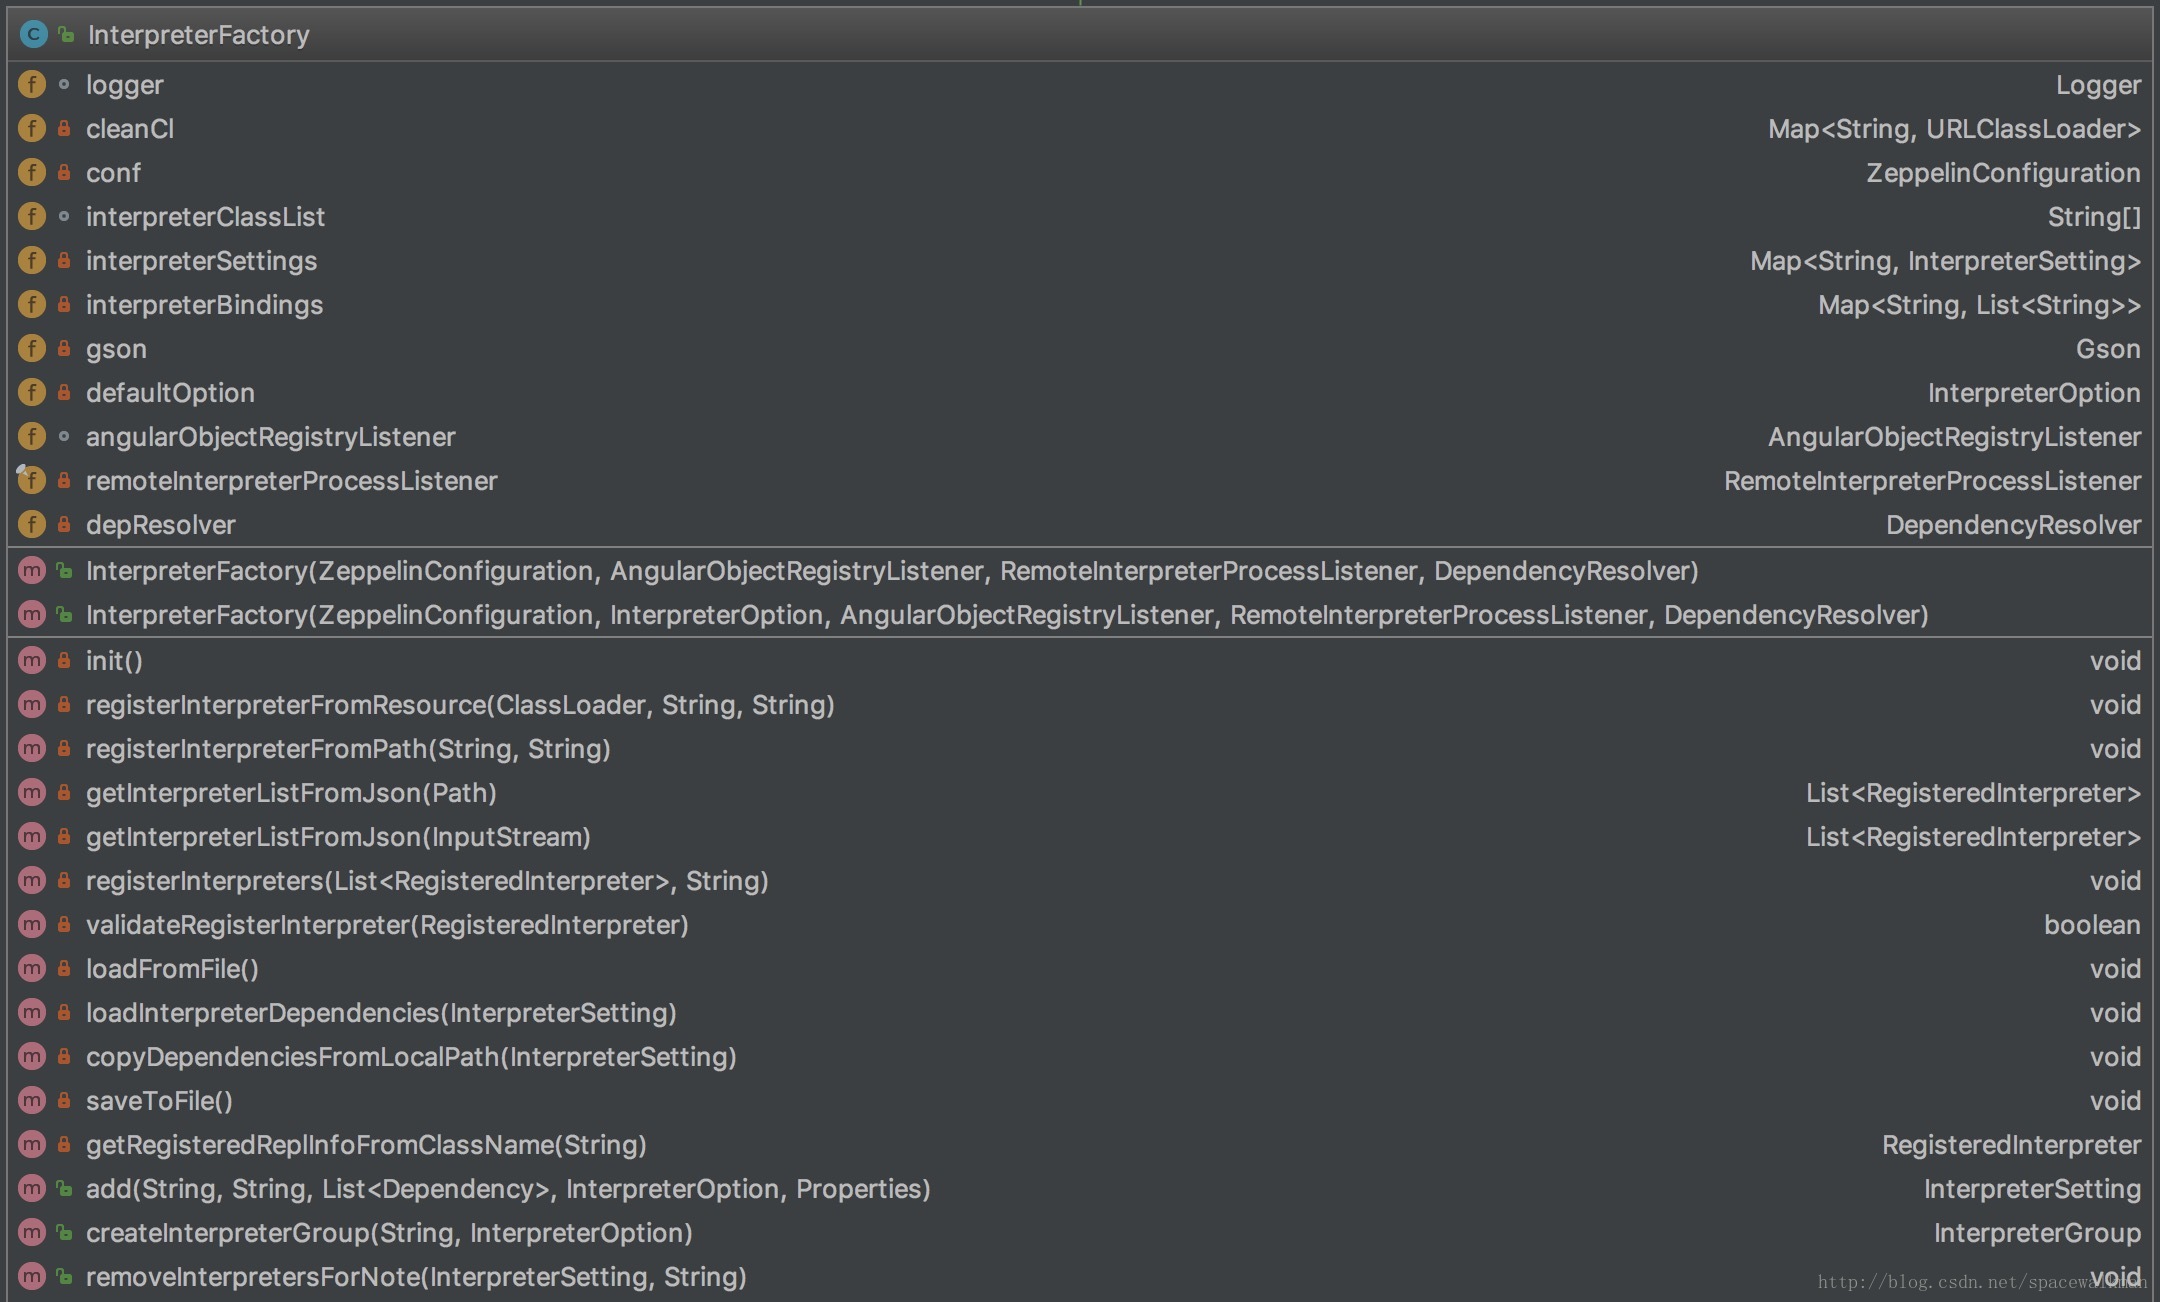 C InterpreterFactory
f logger Logger
f cleanCl Map<String, URLClassLoader>
f conf ZeppelinConfiguration
f interpreterClassList String[]
f interpreterSettings Map<String, InterpreterSetting>
f interpreterBindings Map<String, List<String>>
f gson Gson
f defaultOption InterpreterOption
f angularObjectRegistryListener AngularObjectRegistryListener
f remoteInterpreterProcessListener RemoteInterpreterProcessListener
f depResolver DependencyResolver
m InterpreterFactory(ZeppelinConfiguration, AngularObjectRegistryListener, RemoteInterpreterProcessListener, DependencyResolver)
m InterpreterFactory(ZeppelinConfiguration, InterpreterOption, AngularObjectRegistryListener, RemoteInterpreterProcessListener, DependencyResolver)
m init() void
m registerInterpreterFromResource(ClassLoader, String, String) void
m registerInterpreterFromPath(String, String) void
m getInterpreterListFromJson(Path) List<RegisteredInterpreter>
m getInterpreterListFromJson(InputStream) List<RegisteredInterpreter>
m registerInterpreters(List<RegisteredInterpreter>, String) void
m validateRegisterInterpreter(RegisteredInterpreter) boolean
m loadFromFile() void
m loadInterpreterDependencies(InterpreterSetting) void
m copyDependenciesFromLocalPath(InterpreterSetting) void
m saveToFile() void
m getRegisteredReplInfoFromClassName(String) RegisteredInterpreter
m add(String, String, List<Dependency>, InterpreterOption, Properties) InterpreterSetting
m createInterpreterGroup(String, InterpreterOption) InterpreterGroup
m removeInterpretersForNote(InterpreterSetting, String) void
http://blog.csdn.net/spacewalkman